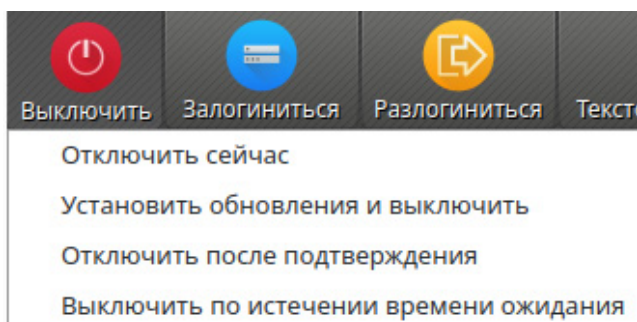 Выключить Залогиниться Разлогиниться
Отключить сейчас
Установить обновления и выключить
Отключить после подтверждения
Выключить по истечении времени ожидания